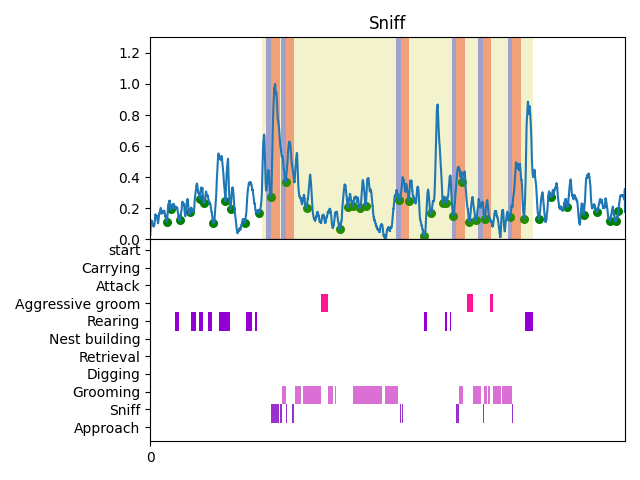 Sniff
1.2
1.0
0.8
0.6
0.4
0.2
0.0
start
Carrying
Attack
Aggressive groom
Rearing
Nest building
Retrieval
Digging
Grooming
Sniff
Approach
0